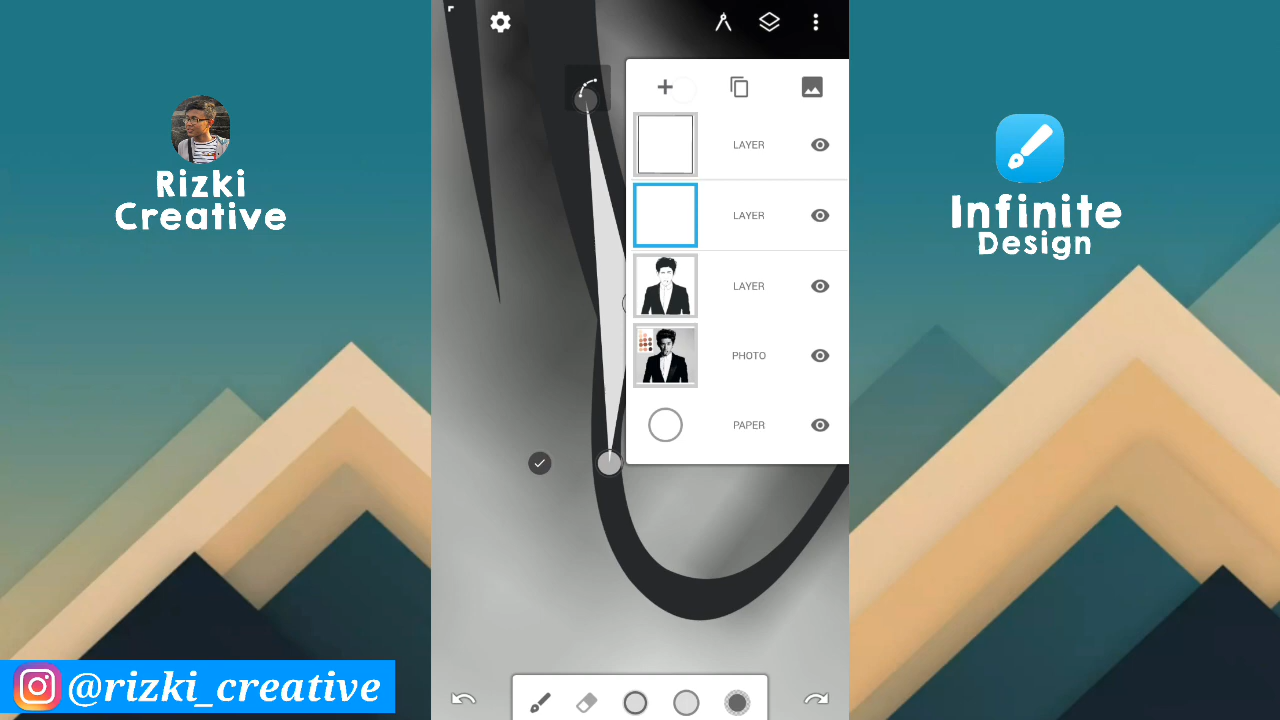 Rizki
Creative
LAYER
LAYER
LAYER
PHOTO
PAPER
Infinite
Design
@rizki_creative